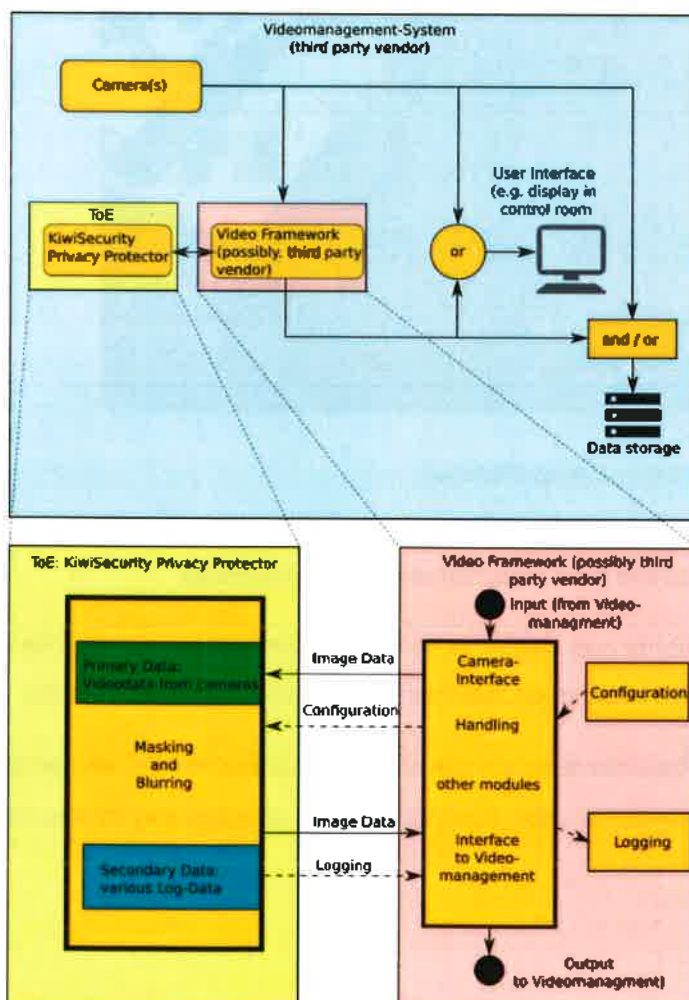 Videomanagement-System
(third party vendor)
Camera(s)
User Interface
(e.g. display in
control room
ToE
KiwiSecurity
Privacy Protector
Video Framework
(possibly, third party
vendor)
or
and / or
Data storage
ToE: KiwiSecurity Privacy Protector
Video Framework (possibly third
party vendor)
Input (from Video-
managment)
Primary Data:
Videodate from cameras
Image Data
Camera-
Interface
Configuration
Configuration
Handling
Masking
and
Blurring
other modules
Image Data
Interface
to Video-
management
Logging
Logging
Secondary Data:
various Log-Data
Output
to Videomanagment)